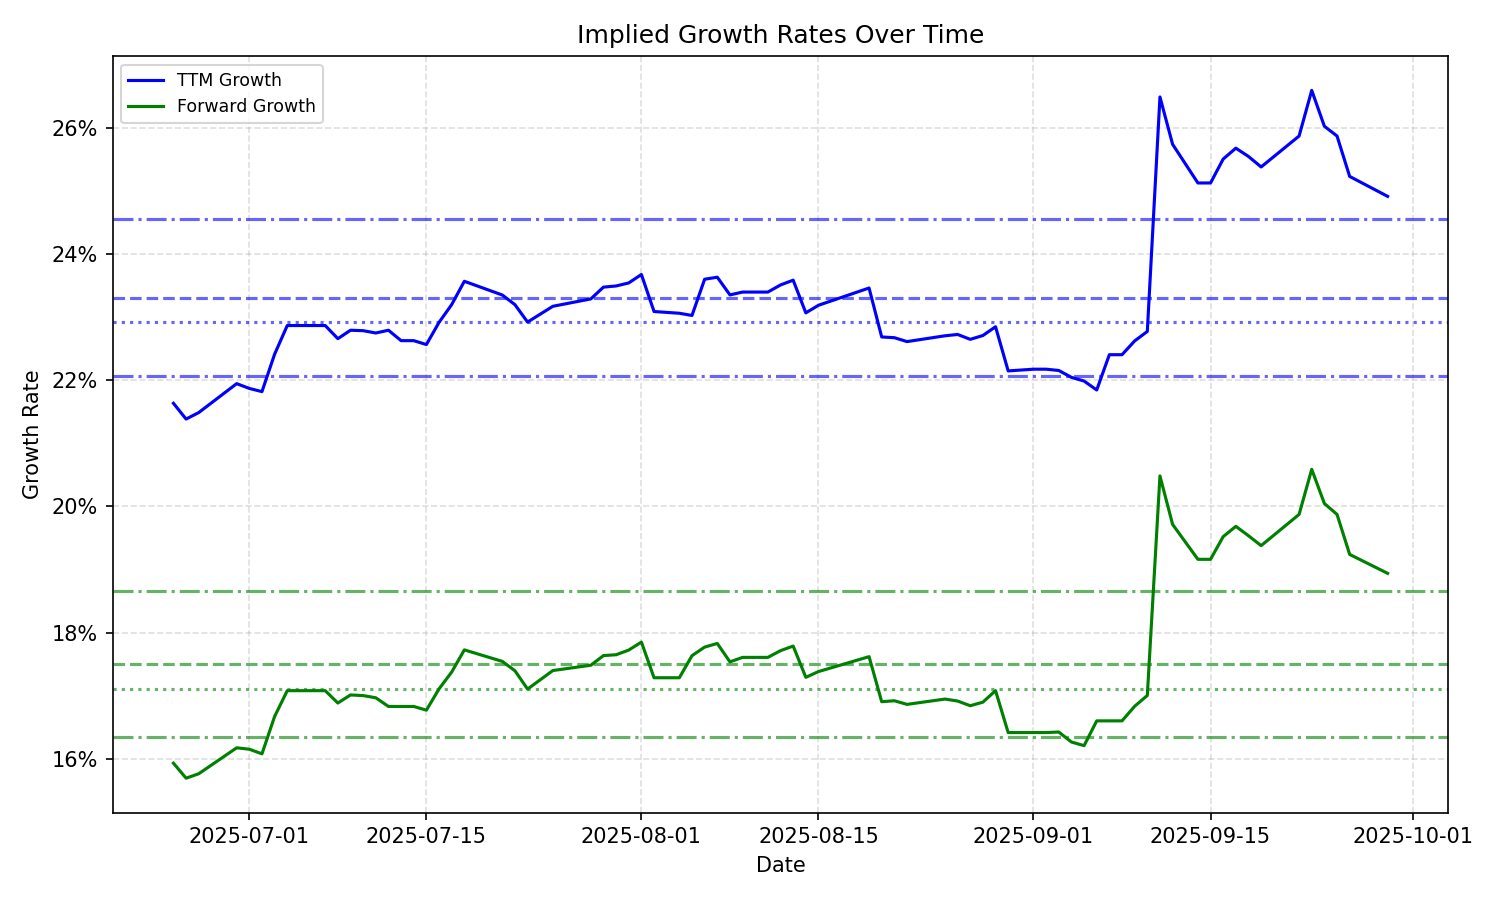 Implied Growth Rates Over Time
TTM Growth
Forward Growth
26%
24%
22%
20%
18%
16%
Growth Rate
2025-07-01
2025-07-15
2025-08-01
2025-08-15
2025-09-01
2025-09-15
2025-10-01
Date